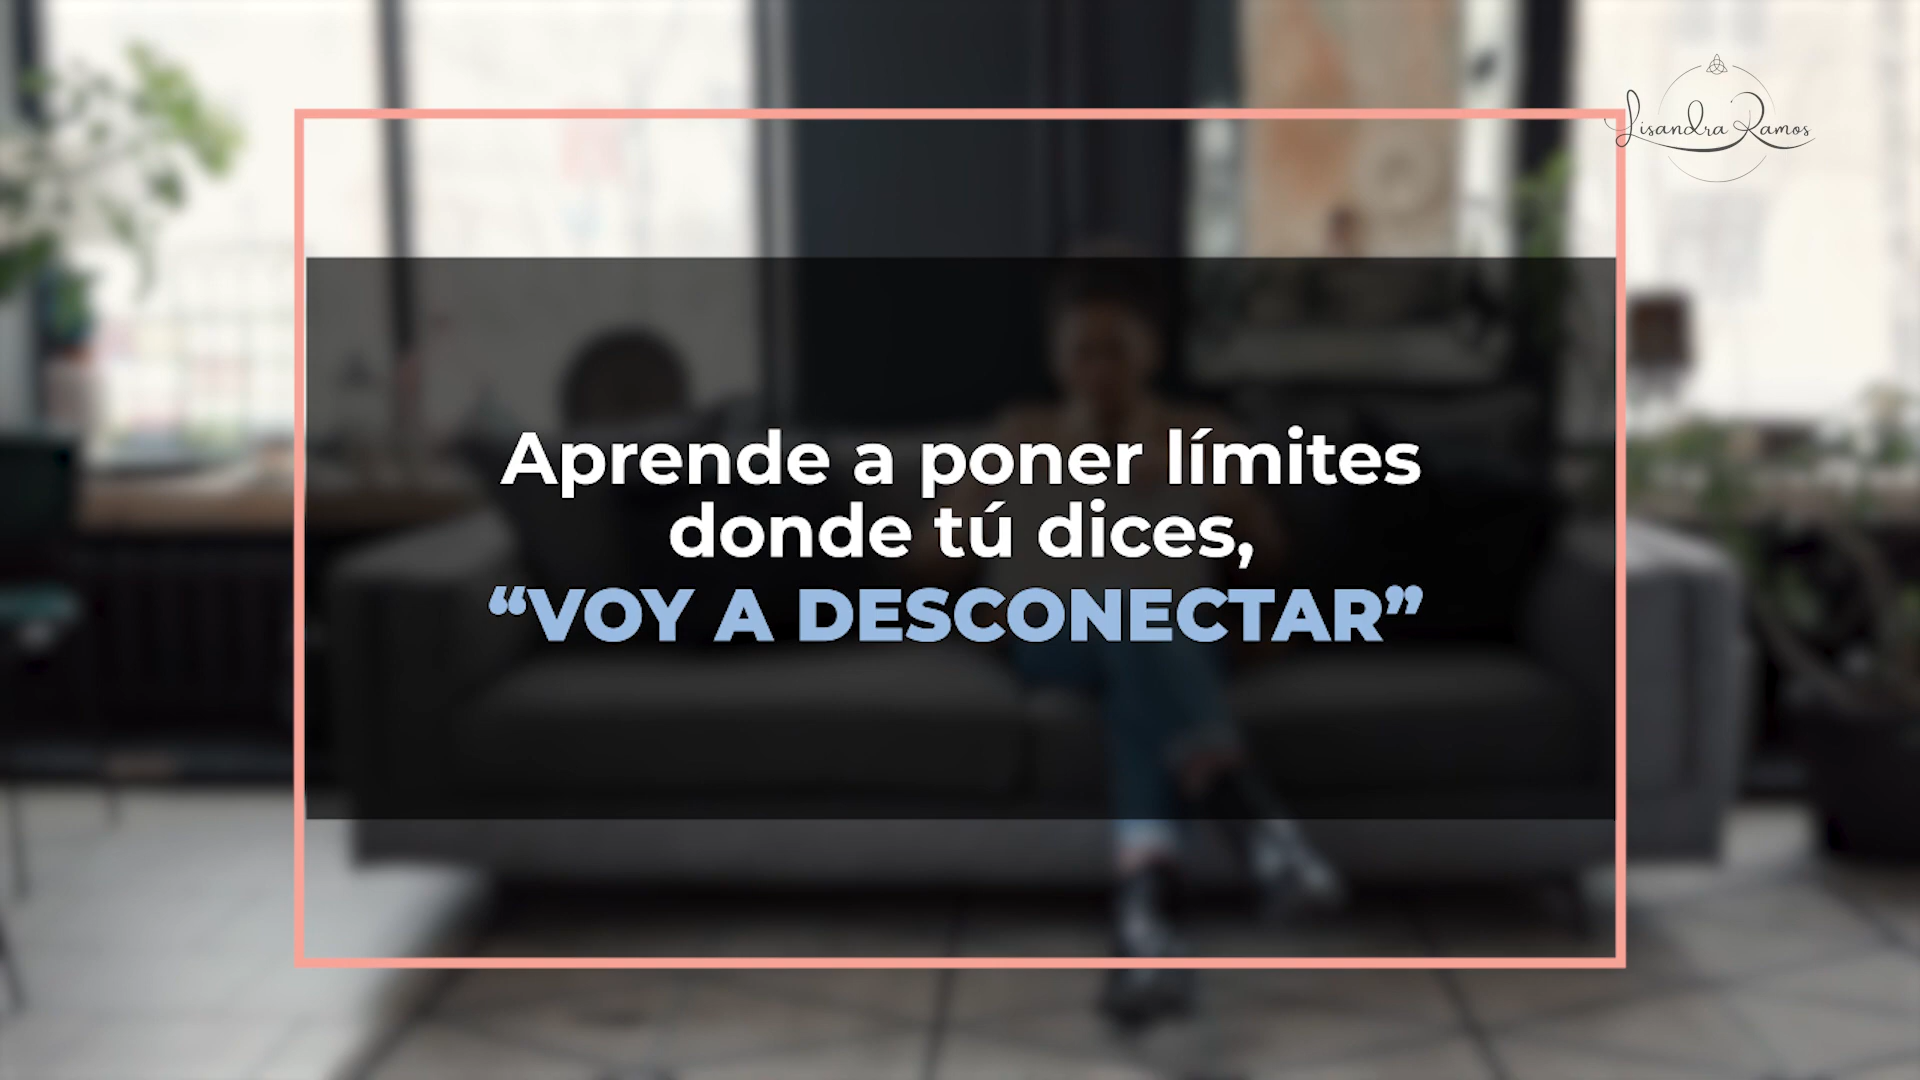 Lisandra Ramos
Aprende a poner límites
donde tú dices,
“VOY A DESCONECTAR”